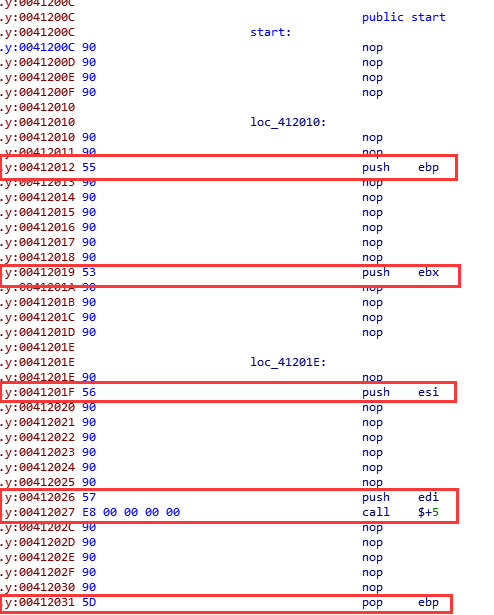 .y:0041200C
.y:0041200C public start
.y:0041200C start:
.y:0041200C 90 nop
.y:0041200D 90 nop
.y:0041200E 90 nop
.y:0041200F 90 nop
.y:00412010
.y:00412010 loc_412010:
.y:00412010 90 nop
.y:00412011 90 nop
.y:00412012 55 push ebp
.y:00412013 90 nop
.y:00412014 90 nop
.y:00412015 90 nop
.y:00412016 90 nop
.y:00412017 90 nop
.y:00412018 90 nop
.y:00412019 53 push ebx
.y:0041201A 90 nop
.y:0041201B 90 nop
.y:0041201C 90 nop
.y:0041201D 90 nop
.y:0041201E
.y:0041201E loc_41201E:
.y:0041201E 90 nop
.y:0041201F 56 push esi
.y:00412020 90 nop
.y:00412021 90 nop
.y:00412022 90 nop
.y:00412023 90 nop
.y:00412024 90 nop
.y:00412025 90 nop
.y:00412026 57 push edi
.y:00412027 E8 00 00 00 00 call $+5
.y:0041202C 90 nop
.y:0041202D 90 nop
.y:0041202E 90 nop
.y:0041202F 90 nop
.y:00412030 90 nop
.y:00412031 5D pop ebp